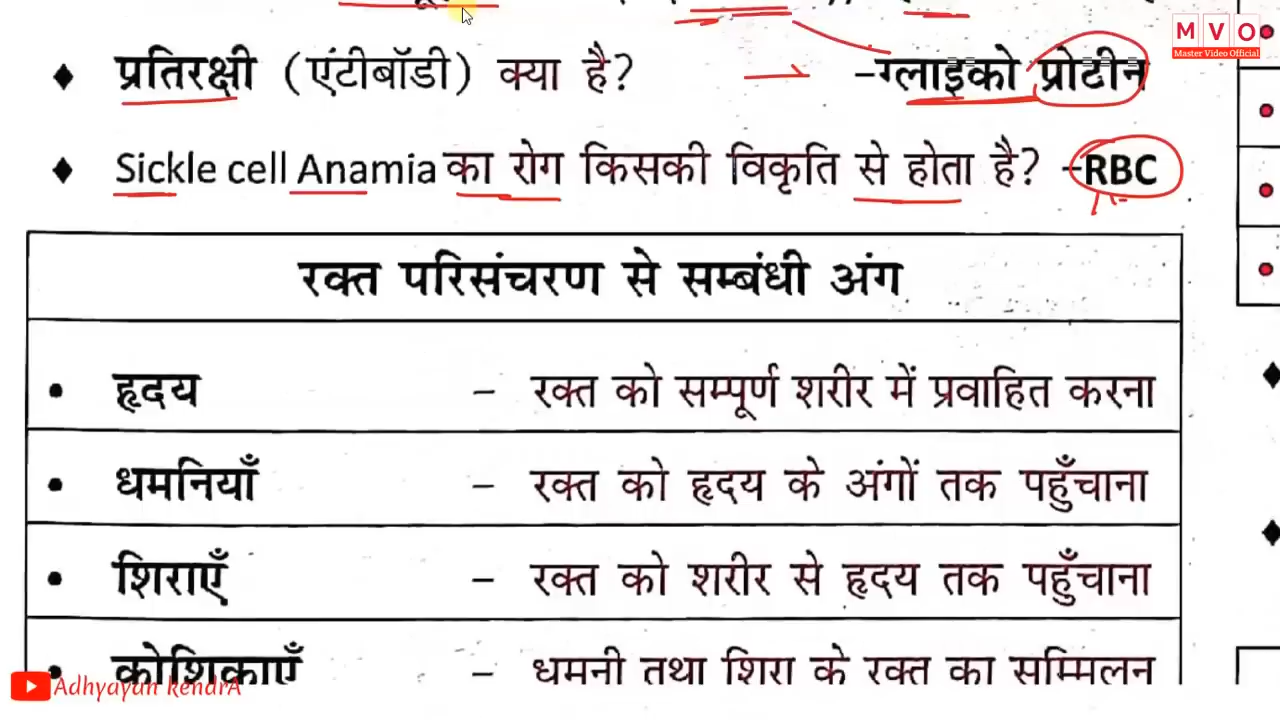 M V O
Master Video Official
♦ प्रतिरक्षी (एंटीबॉडी) क्या है? –ग्लाइको प्रोटीन
♦ Sickle cell Anamia का रोग किसकी विकृति से होता है? –RBC
रक्त परिसंचरण से सम्बंधी अंग
• हृदय – रक्त को सम्पूर्ण शरीर में प्रवाहित करना
• धमनियाँ – रक्त को हृदय के अंगों तक पहुँचाना
• शिराएँ – रक्त को शरीर से हृदय तक पहुँचाना
• कोशिकाएँ – धमनी तथा शिरा के रक्त का सम्मिलन
Adhyayan kendrA